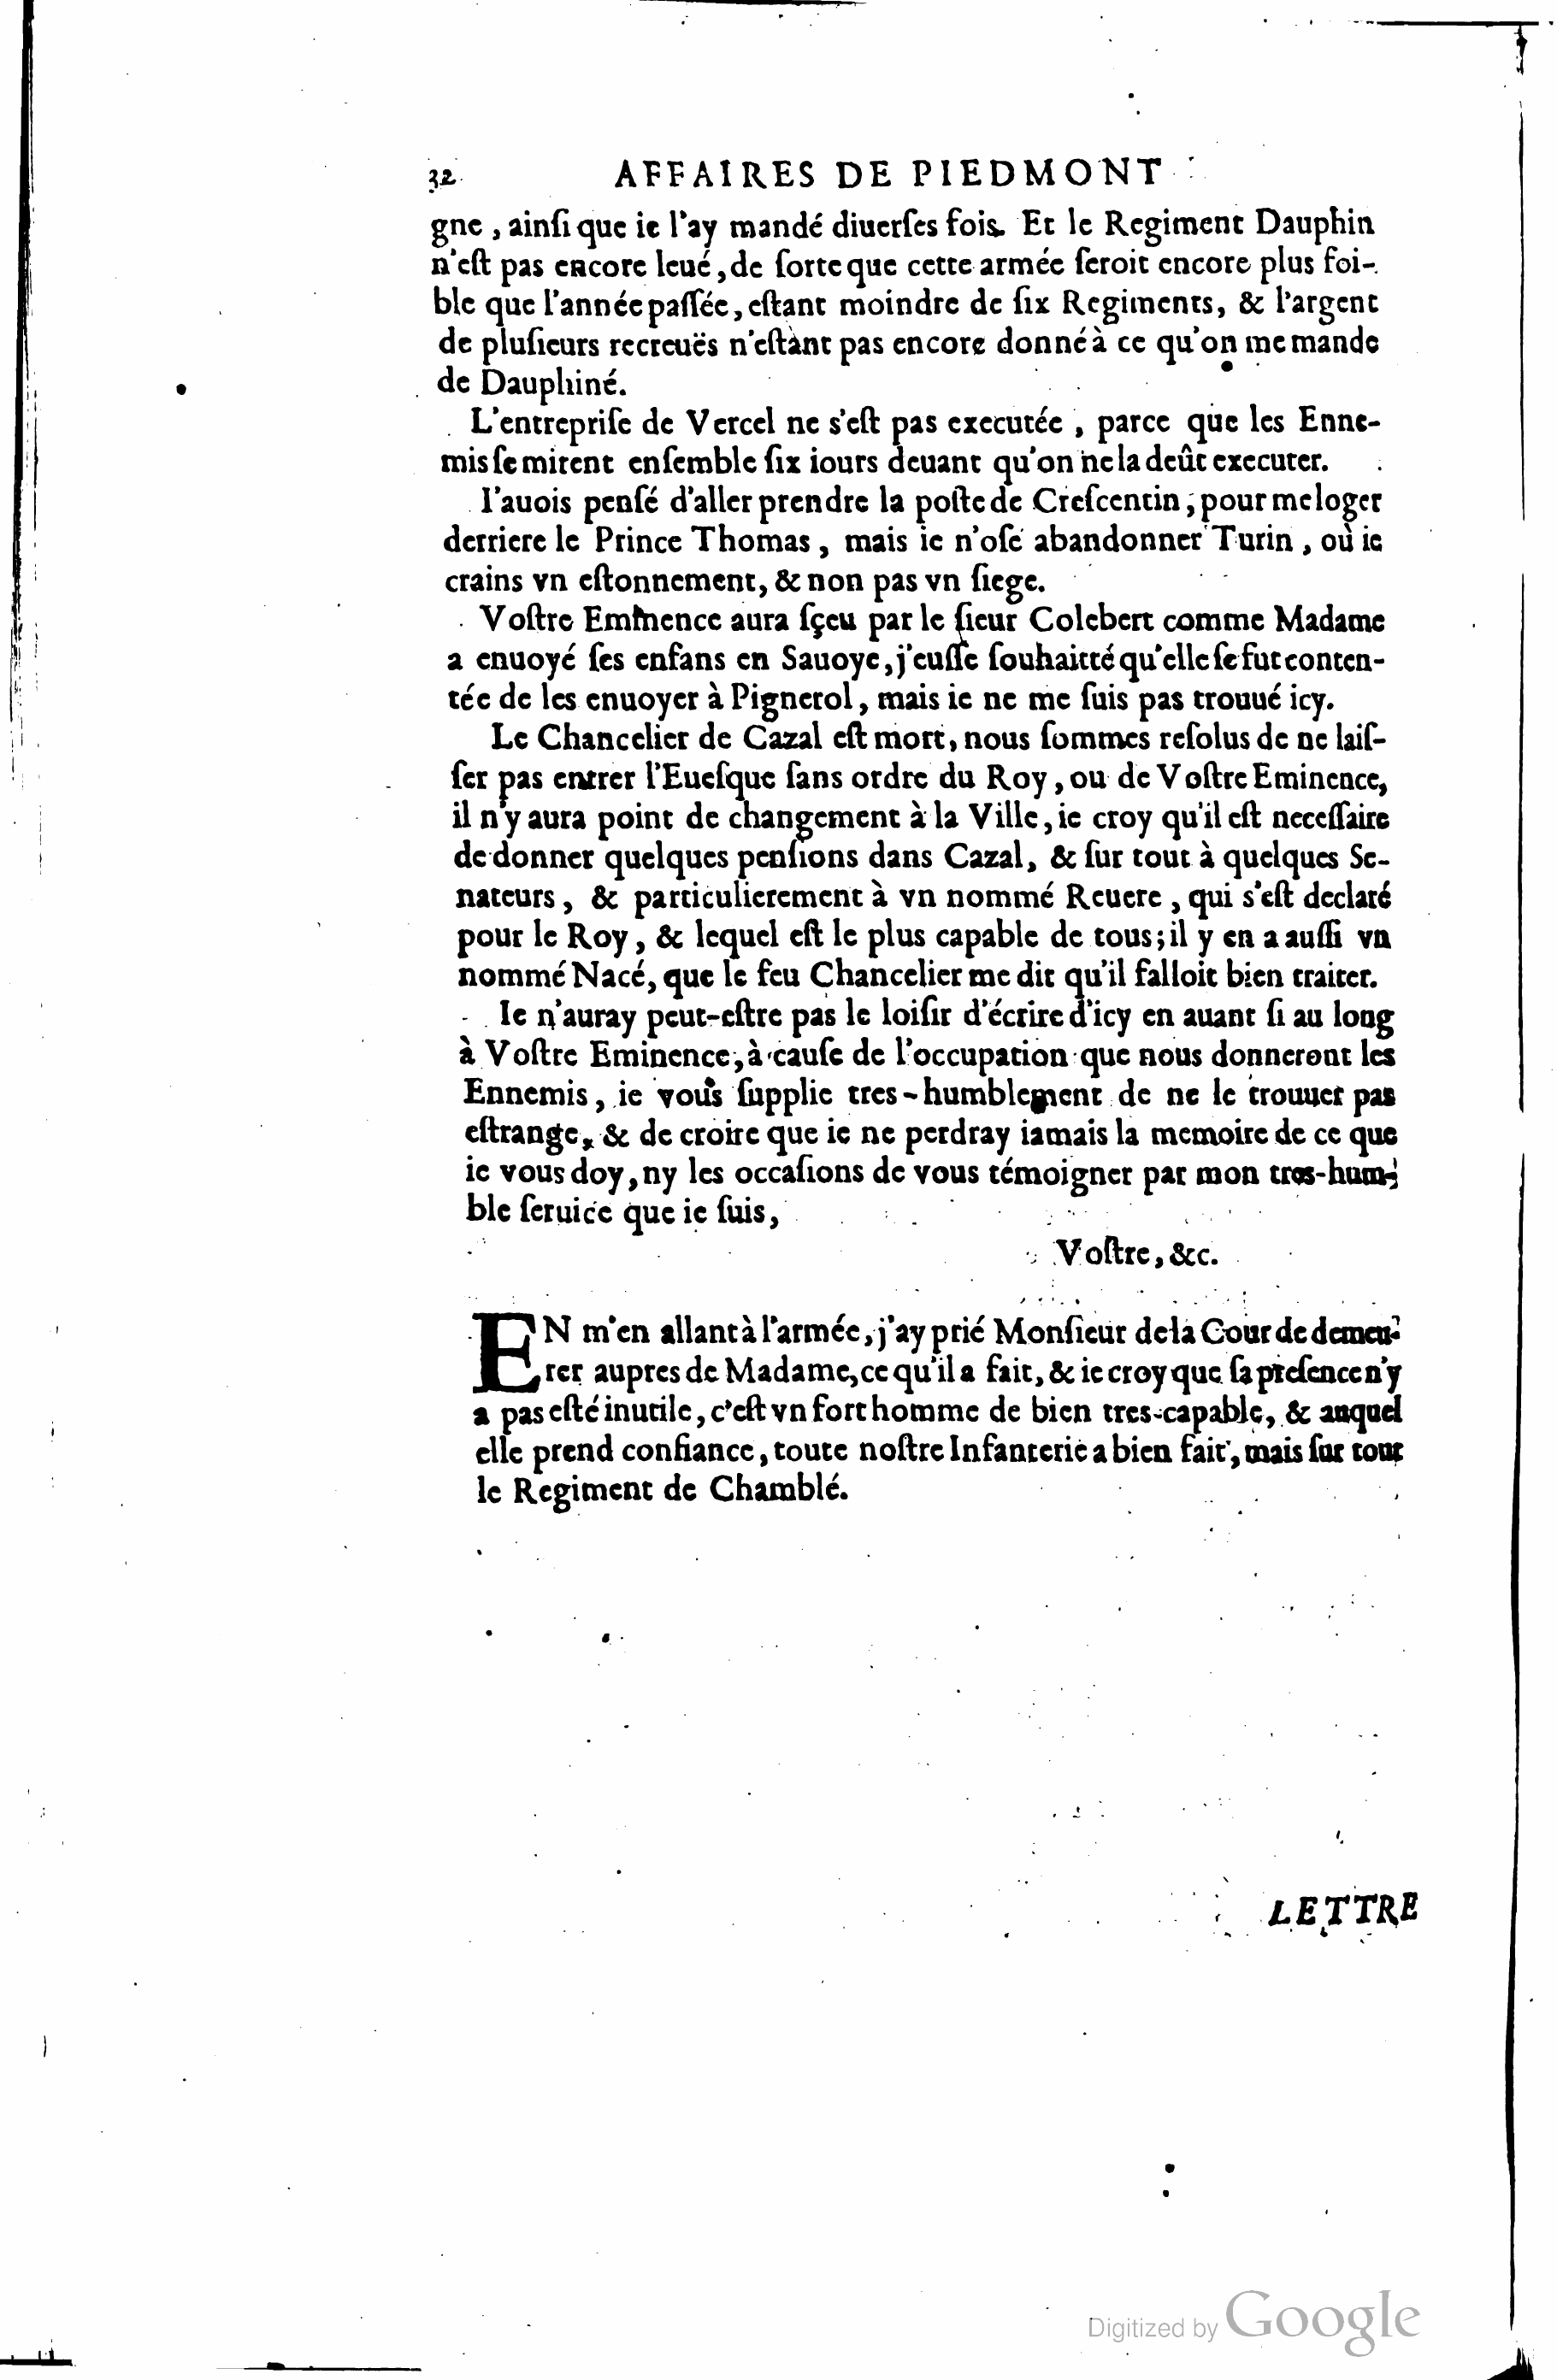 32 AFFAIRES DE PIEDMONT
gne, ainſi que ie l'ay mandé diuerſes fois. Et le Regiment Dauphin
n'eſt pas encore leué, de ſorte que cette armée ſeroit encore plus foi-
ble que l'année paſſée, eſtant moindre de ſix Regiments, & l'argent
de pluſieurs recreuës n'eſtànt pas encore donné à ce qu'on me mande
de Dauphiné.
L'entrepriſe de Vercel ne s'eſt pas executée, parce que les Enne-
mis ſe mirent enſemble ſix iours deuant qu'on ne la deût executer.
I'auois penſé d'aller prendre la poſte de Creſcentin, pour me loger
derriere le Prince Thomas, mais ie n'oſe abandonner Turin, où ie
crains vn eſtonnement, & non pas vn ſiege.
Voſtre Eminence aura ſçeu par le ſieur Colebert comme Madame
a enuoyé ſes enfans en Sauoye, j'euſſe ſouhaitté qu'elle ſe fut conten-
tée de les enuoyer à Pignerol, mais ie ne me ſuis pas trouué icy.
Le Chancelier de Cazal eſt mort, nous ſommes reſolus de ne laiſ-
ſer pas entrer l'Eueſque ſans ordre du Roy, ou de Voſtre Eminence,
il n'y aura point de changement à la Ville, ie croy qu'il eſt neceſſaire
de donner quelques penſions dans Cazal, & ſur tout à quelques Se-
nateurs, & particulierement à vn nommé Reuere, qui s'eſt declaré
pour le Roy, & lequel eſt le plus capable de tous; il y en a auſſi vn
nommé Nacé, que le feu Chancelier me dit qu'il falloit bien traiter.
Ie n'auray peut-eſtre pas le loiſir d'écrire d'icy en auant ſi au long
à Voſtre Eminence, à cauſe de l'occupation que nous donneront les
Ennemis, ie vous ſupplie tres-humblement de ne le trouuer pas
eſtrange, & de croire que ie ne perdray iamais la memoire de ce que
ie vous doy, ny les occaſions de vous témoigner par mon tres-hum-
ble ſeruice que ie ſuis,
Voſtre, &c.
EN m'en allant à l'armée, j'ay prié Monſieur de la Cour de demeu-
rer aupres de Madame, ce qu'il a fait, & ie croy que ſa preſence n'y
a pas eſté inutile, c'eſt vn fort homme de bien tres-capable, & auquel
elle prend confiance, toute noſtre Infanterie a bien fait, mais ſur tout
le Regiment de Chamblé.
LETTRE
Digitized by Google